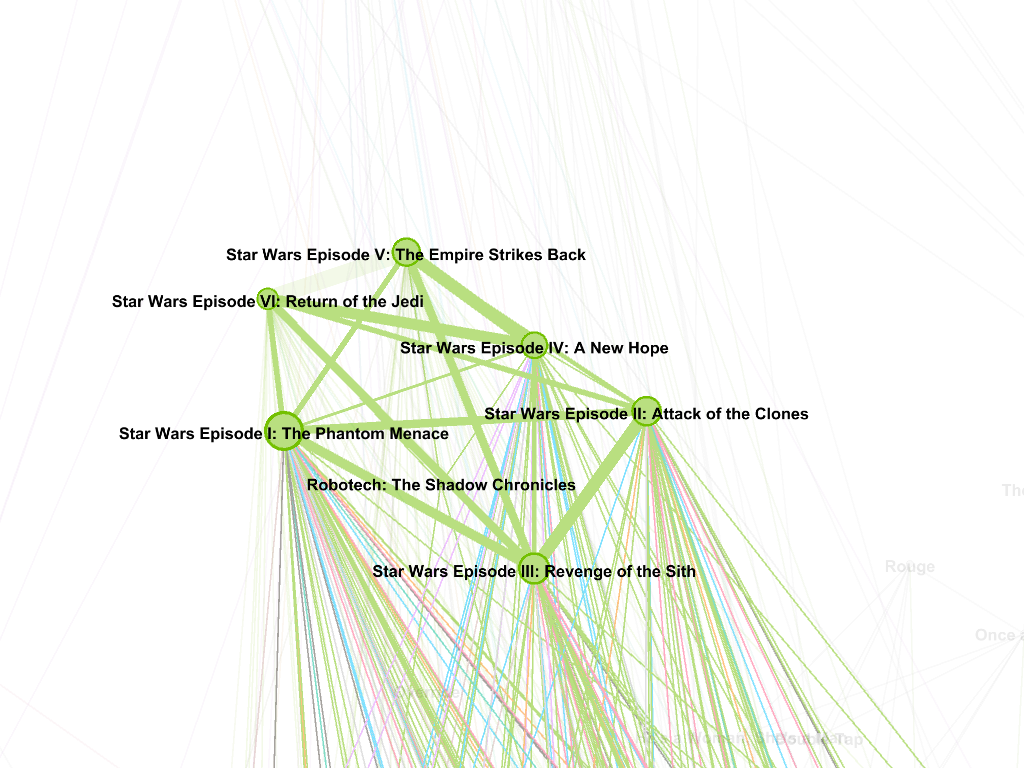 Star Wars Episode V: The Empire Strikes Back
Star Wars Episode VI: Return of the Jedi
Star Wars Episode IV: A New Hope
Star Wars Episode II: Attack of the Clones
Star Wars Episode I: The Phantom Menace
Robotech: The Shadow Chronicles
The
Star Wars Episode III: Revenge of the Sith
Rouge
Once a